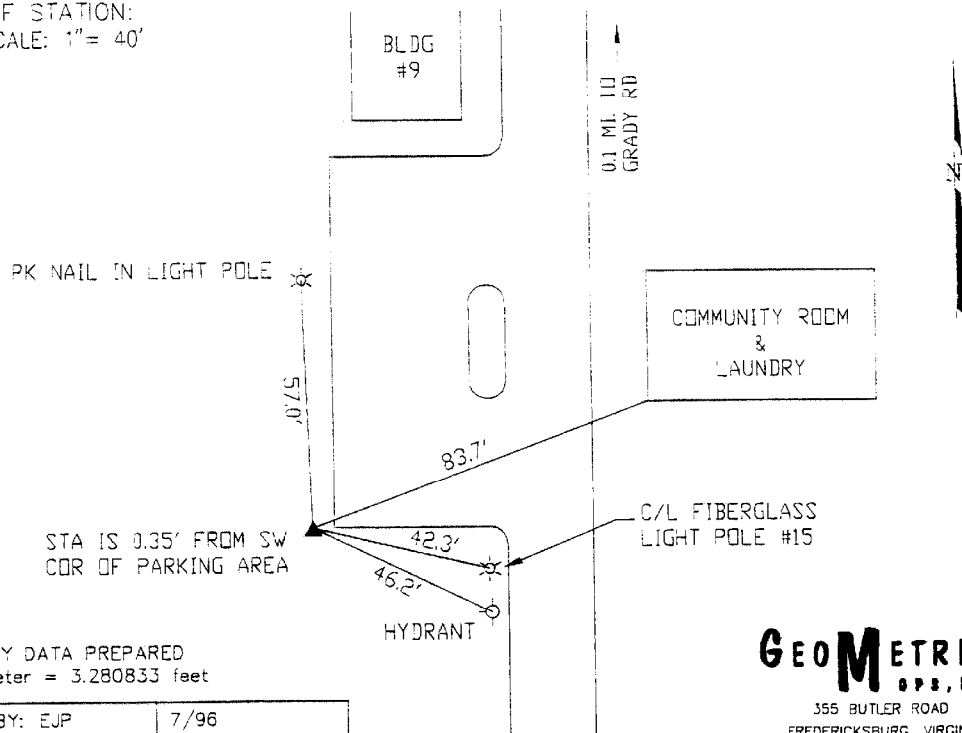 F STATION:
CALE: 1"= 40'
BLDG
#9
0.1 MI. TO
GRADY RD
N
PK NAIL IN LIGHT POLE
COMMUNITY ROOM
&
LAUNDRY
57.0'
83.7'
STA IS 0.35' FROM SW
COR OF PARKING AREA
42.3'
46.2'
C/L FIBERGLASS
LIGHT POLE #15
HYDRANT
Y DATA PREPARED
eter = 3.280833 feet
BY: EJP
7/96
GEOMETRI
GPS,
355 BUTLER ROAD
FREDERICKSBURG, VIRGIN